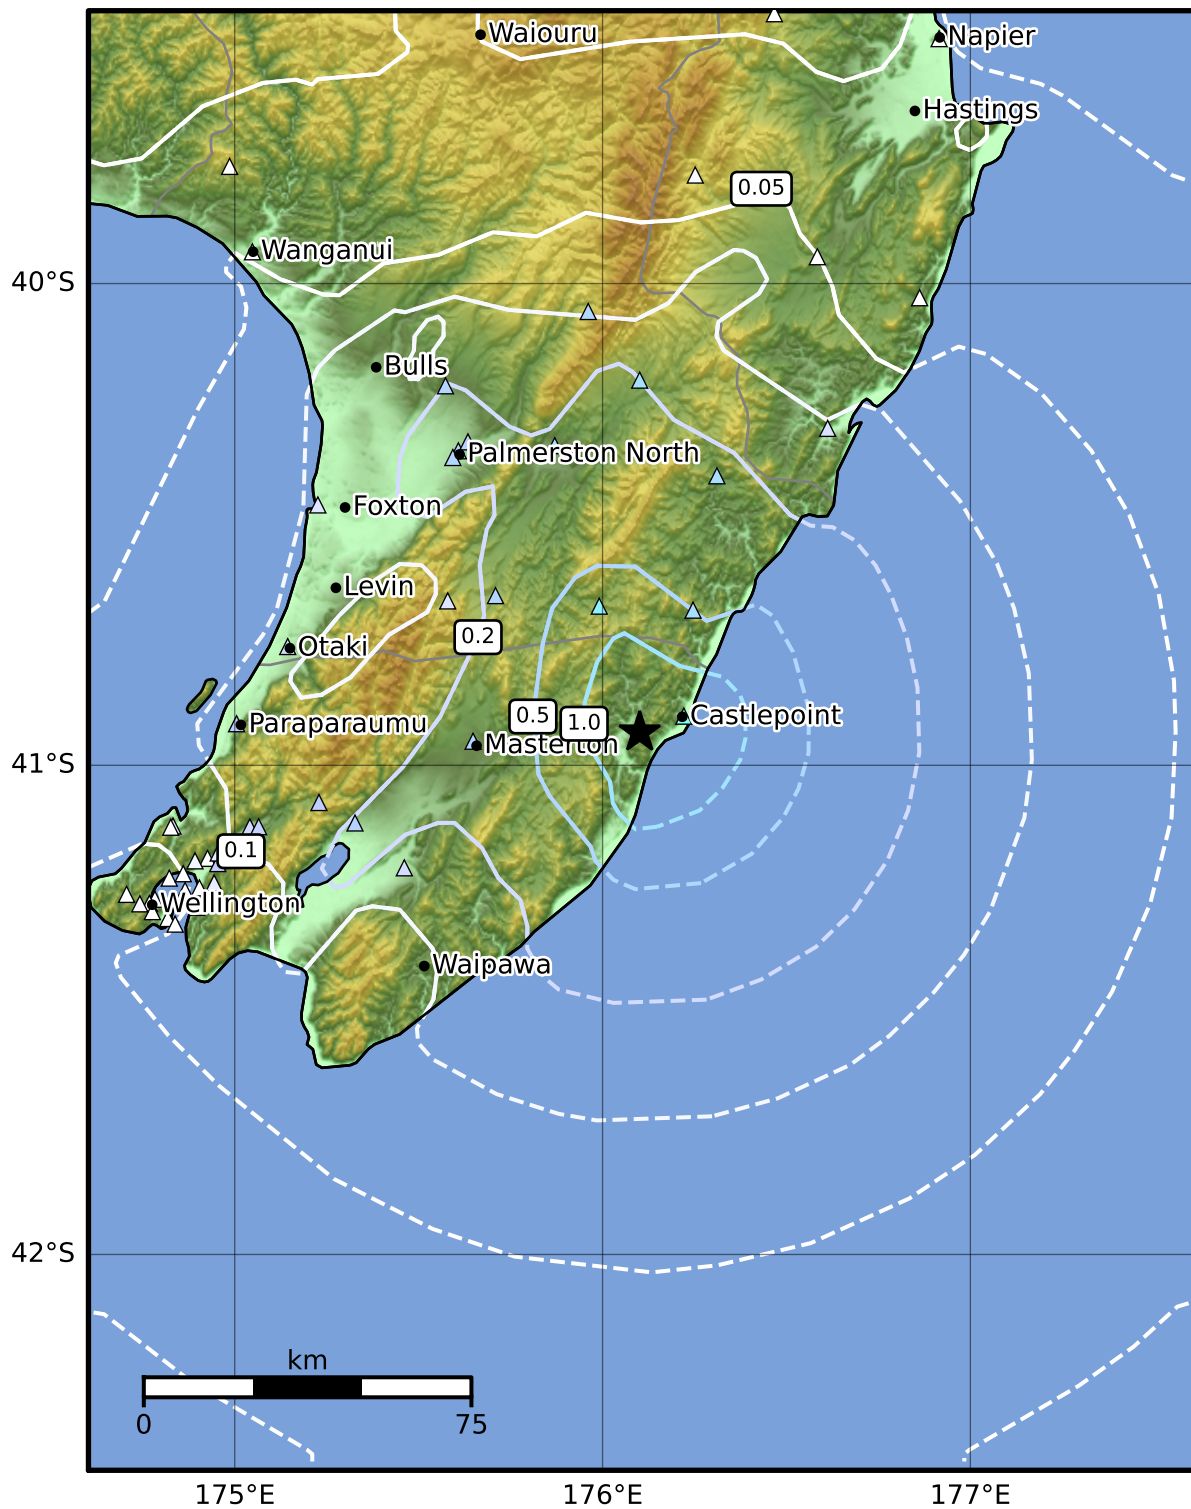 Waiouru
Napier
Hastings
0.05
Wanganui
40°S
Bulls
Palmerston North
Foxton
Levin
Otaki
0.2
0.5
1.0
Castlepoint
Paraparaumu
Masterton
41°S
0.1
Wellington
Waipawa
42°S
km
0
75
175°E
176°E
177°E